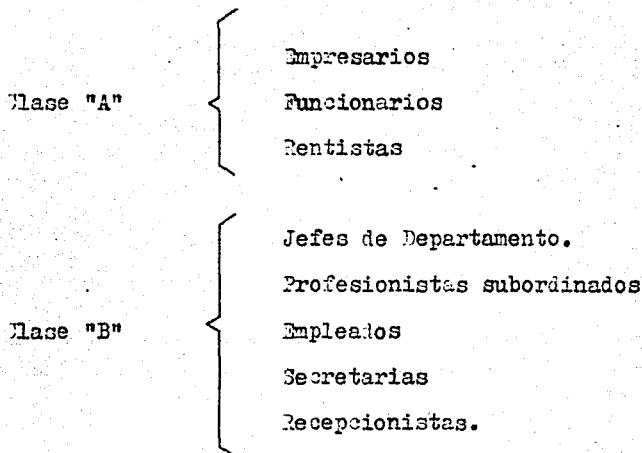 Empresarios
Clase "A" Funcionarios
Rentistas
Jefes de Departamento.
Profesionistas subordinados
Clase "B" Empleados
Secretarias
Recepcionistas.